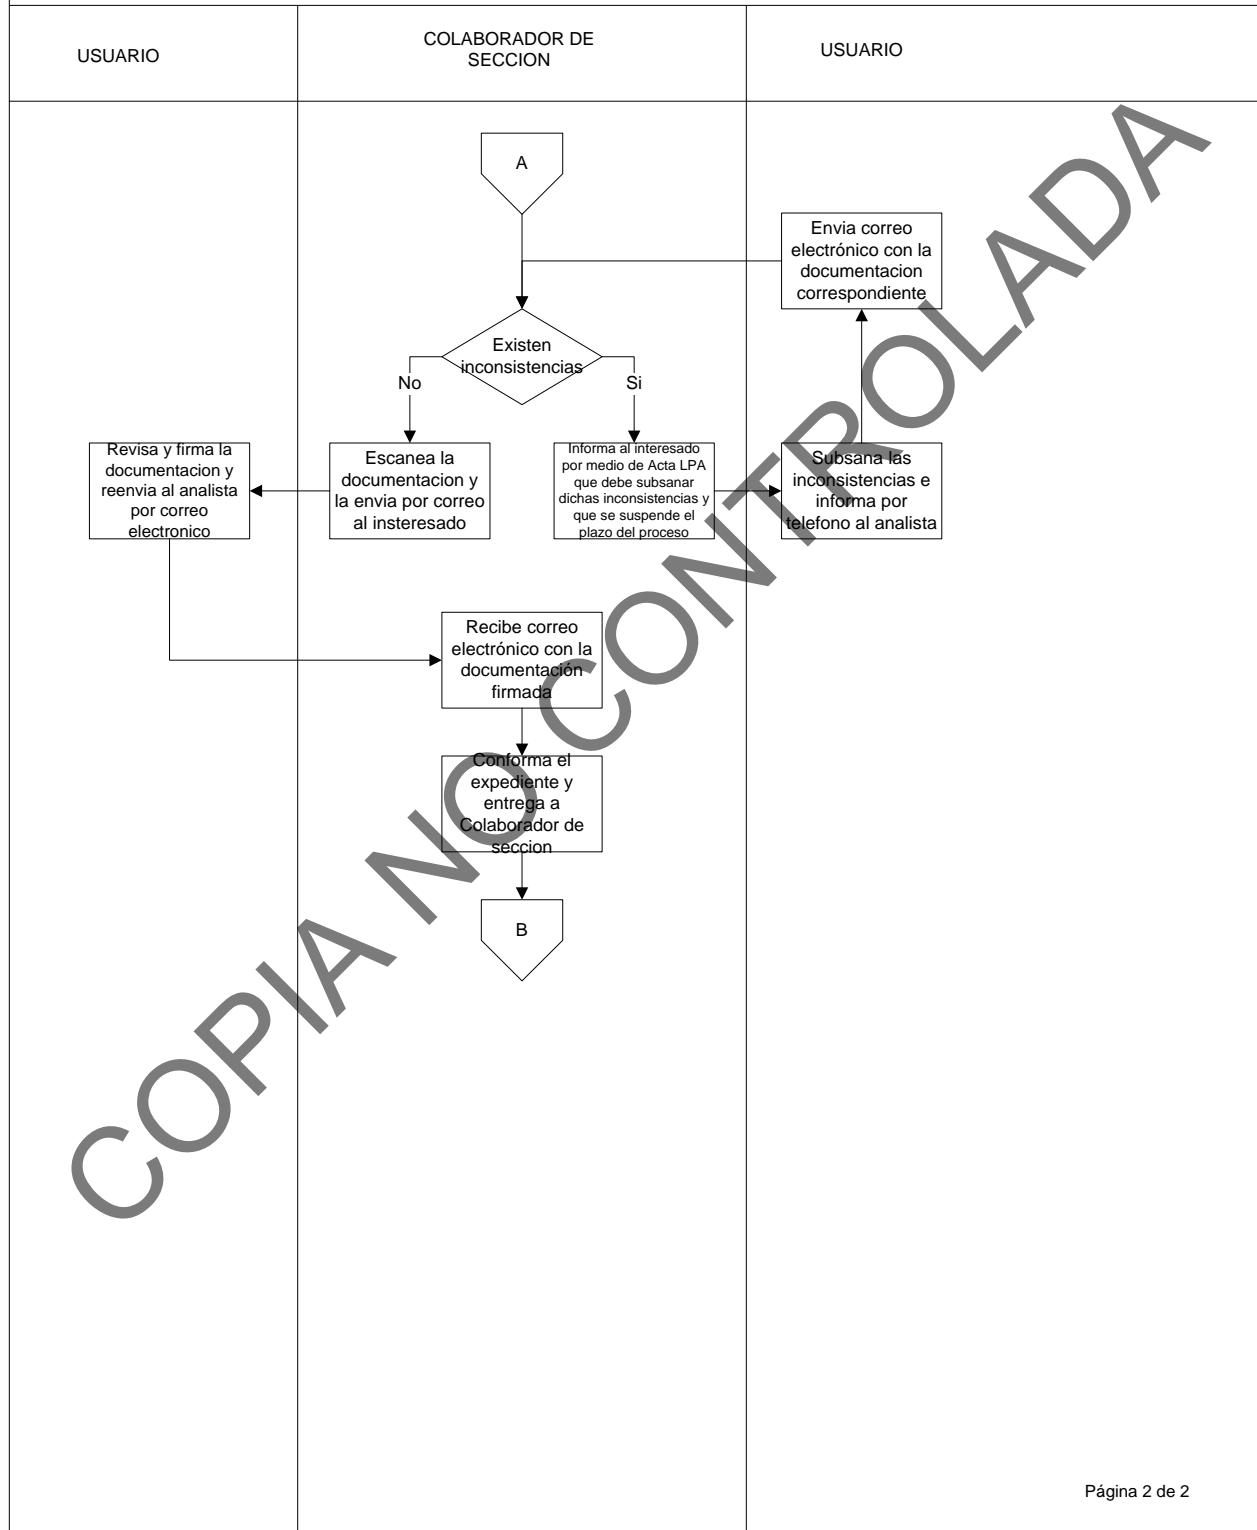 USUARIO
COLABORADOR DE
SECCION
USUARIO
A
Envia correo
electrónico con la
documentacion
correspondiente
Existen
inconsistencias
No
Si
Revisa y firma la
documentacion y
reenvia al analista
por correo
electronico
Escanea la
documentacion y
la envia por correo
al insteresado
Informa al interesado
por medio de Acta LPA
que debe subsanar
dichas inconsistencias y
que se suspende el
plazo del proceso
Subsana las
inconsistencias e
informa por
telefono al analista
Recibe correo
electrónico con la
documentación
firmada
Conforma el
expediente y
entrega a
Colaborador de
seccion
B
COPIA NO CONTROLADA
Página 2 de 2